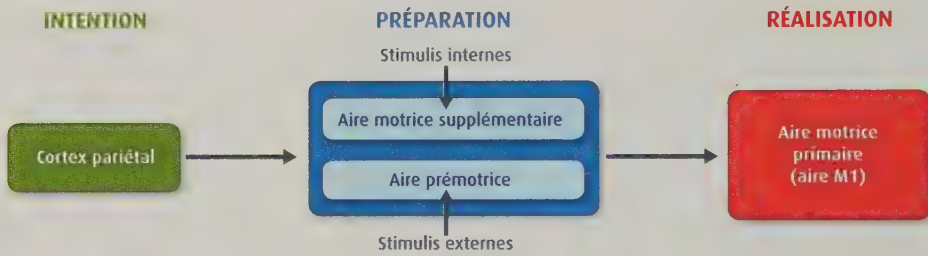 INTENTION
PRÉPARATION
RÉALISATION
Stimulis internes
Aire motrice supplémentaire
Cortex pariétal
Aire prémotrice
Aire motrice
primaire
(aire M1)
Stimulis externes